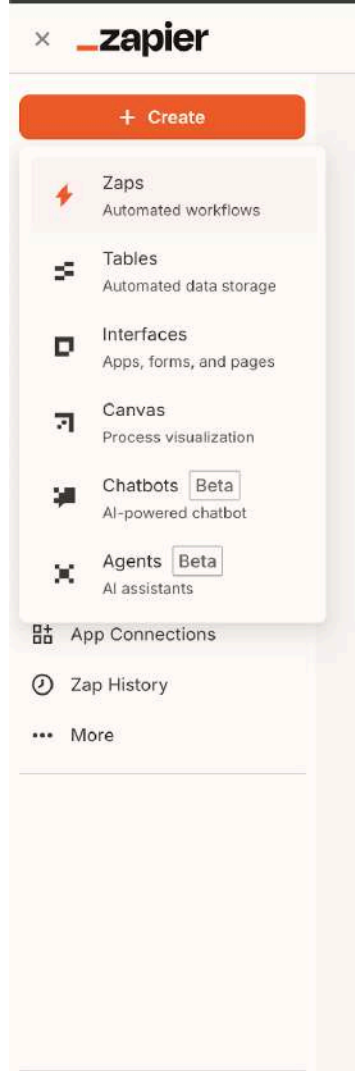 × _zapier
+ Create
Zaps
Automated workflows
Tables
Automated data storage
Interfaces
Apps, forms, and pages
Canvas
Process visualization
Chatbots Beta
AI-powered chatbot
Agents Beta
AI assistants
App Connections
Zap History
••• More